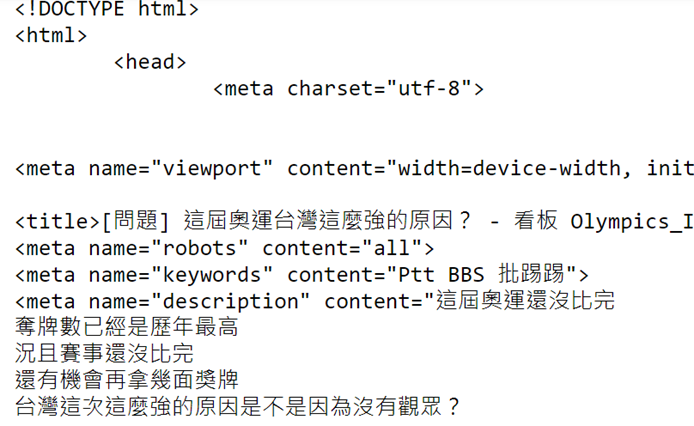 <!DOCTYPE html>
<html>
<head>
<meta charset="utf-8">
<meta name="viewport" content="width=device-width, init
<title>[問題] 這屆奧運台灣這麼強的原因？ - 看板 Olympics_I
<meta name="robots" content="all">
<meta name="keywords" content="Ptt BBS 批踢踢">
<meta name="description" content="這屆奧運還沒比完
奪牌數已經是歷年最高
況且賽事還沒比完
還有機會再拿幾面獎牌
台灣這次這麼強的原因是不是因為沒有觀眾？